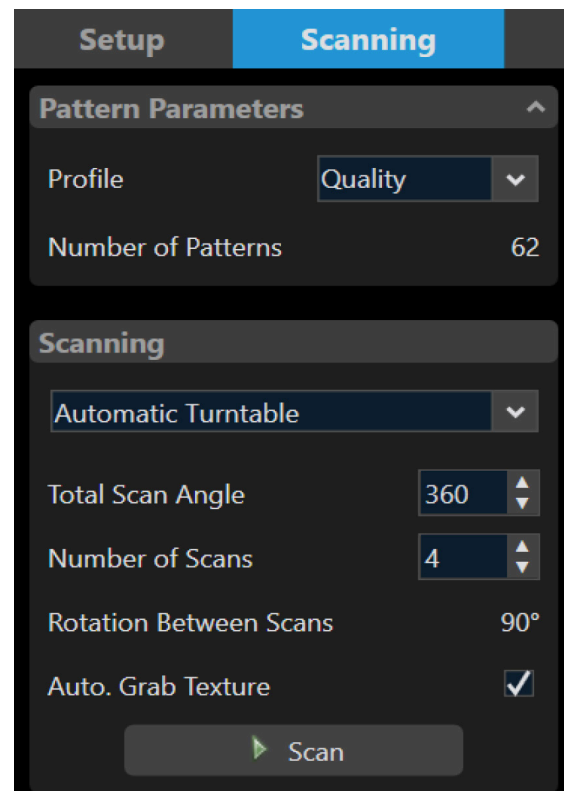 Setup Scanning
Pattern Parameters
Profile Quality
Number of Patterns 62
Scanning
Automatic Turntable
Total Scan Angle 360
Number of Scans 4
Rotation Between Scans 90°
Auto. Grab Texture
Scan